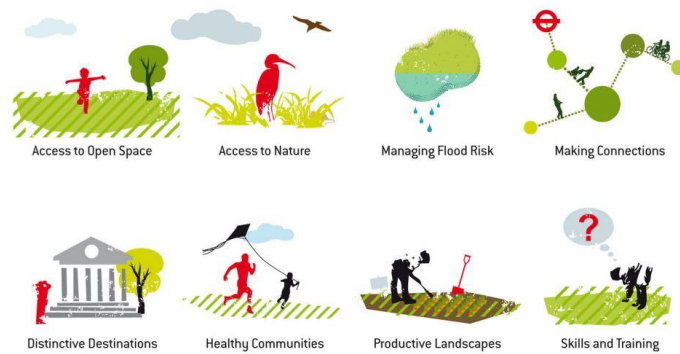 Access to Open Space
Access to Nature
Managing Flood Risk
Making Connections
?
Distinctive Destinations
Healthy Communities
Productive Landscapes
Skills and Training